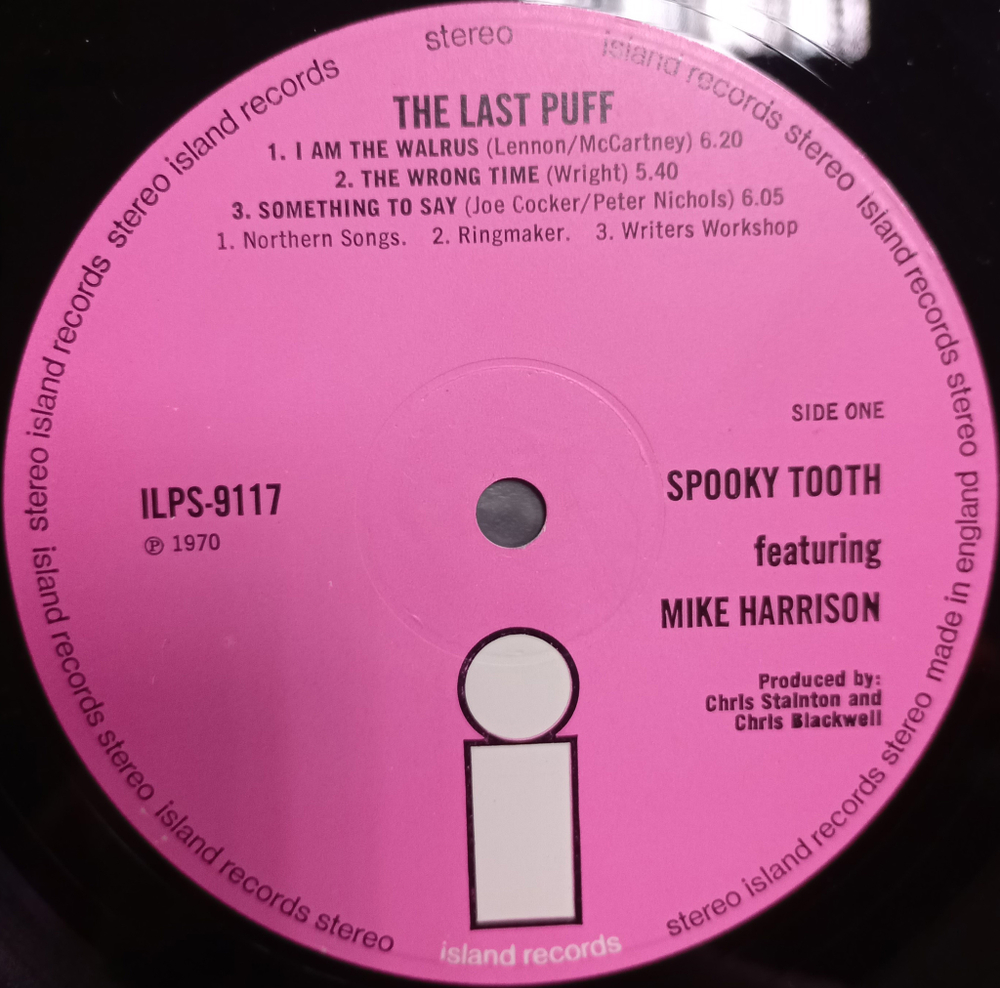 stereo
THE LAST PUFF
1. I AM THE WALRUS (Lennon/McCartney) 6.20
2. THE WRONG TIME (Wright) 5.40
3. SOMETHING TO SAY (Joe Cocker/Peter Nichols) 6.05
1. Northern Songs. 2. Ringmaker. 3. Writers Workshop
SIDE ONE
ILPS-9117
℗ 1970
SPOOKY TOOTH
featuring
MIKE HARRISON
Produced by:
Chris Stainton and
Chris Blackwell
island records stereo island records stereo made in england
stereo island records stereo
island records
island records stereo island records stereo island records stereo island records stereo island records